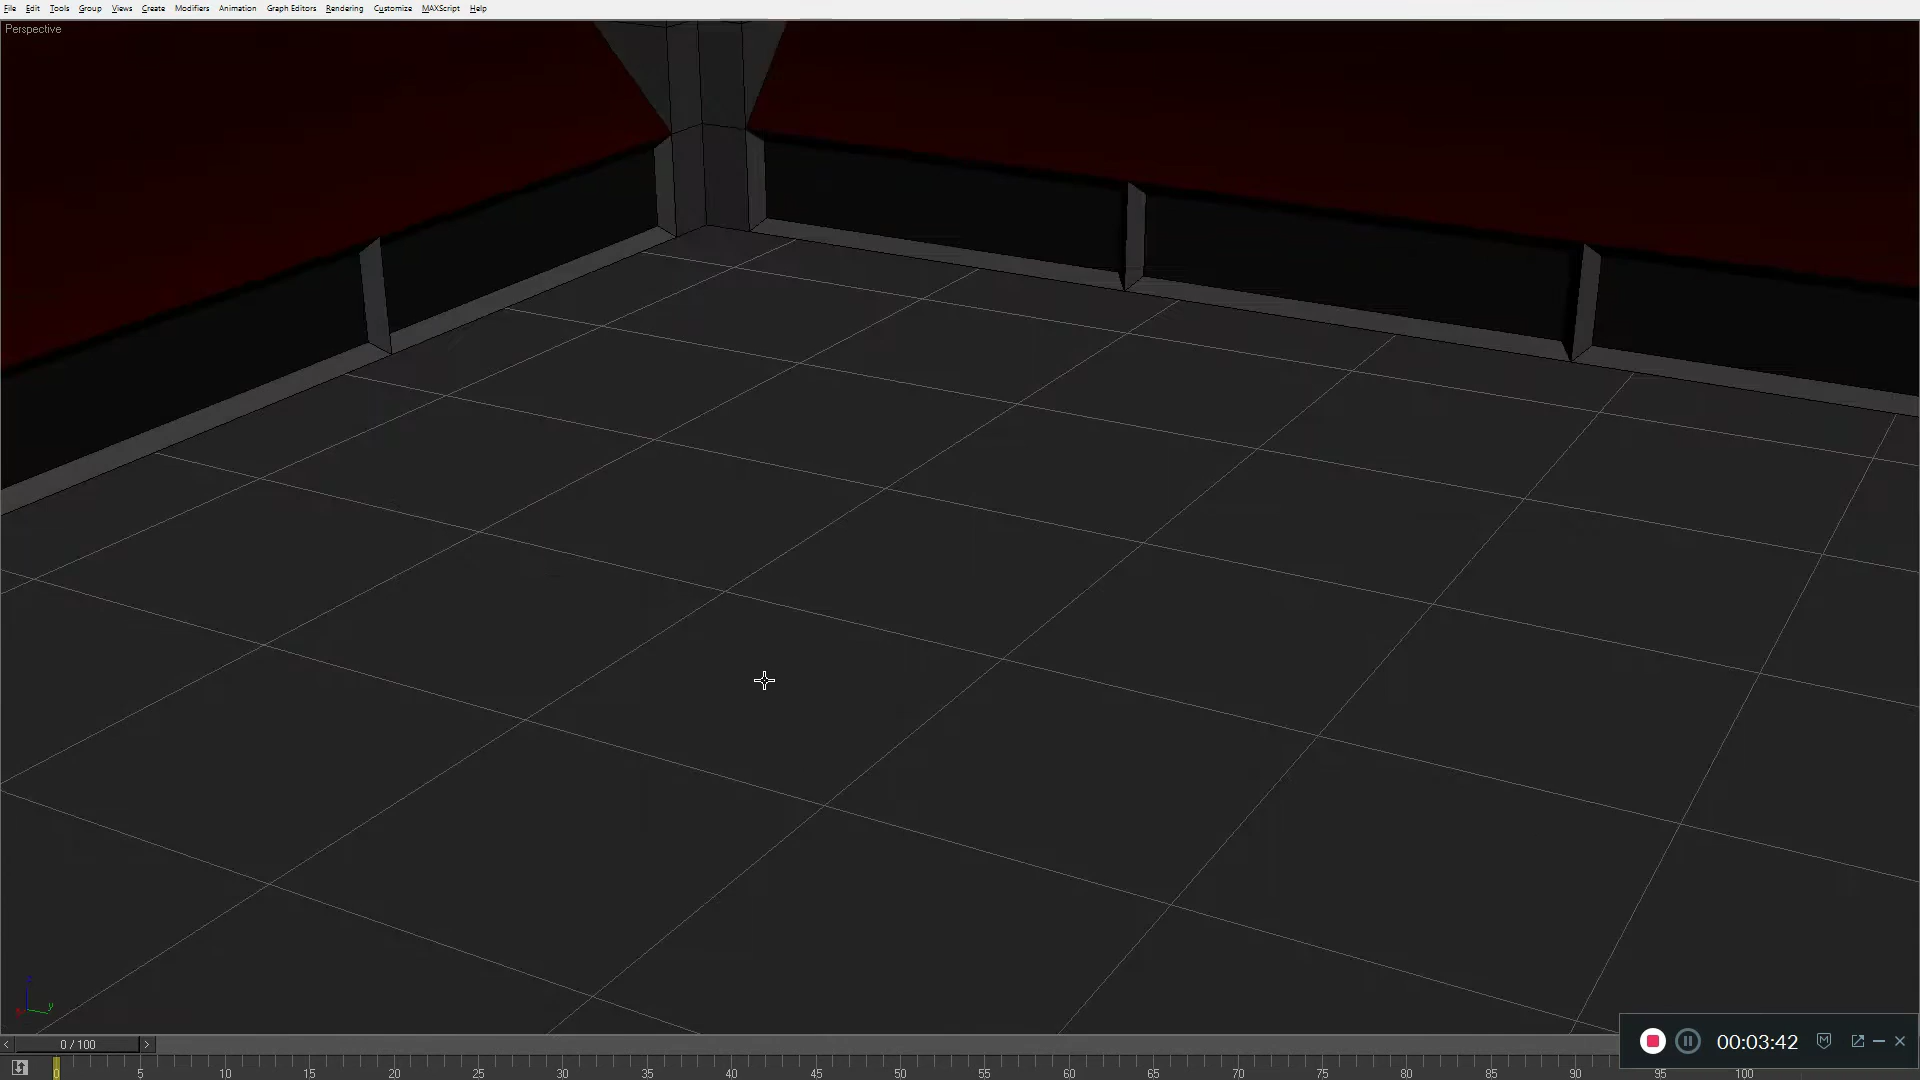 File Edit Tools Group Views Create Modifiers Animation Graph Editors Rendering Customize MAXScript Help
Perspective
y
0 / 100
00:03:42
0 5 10 15 20 25 30 35 40 45 50 55 60 65 70 75 80 85 90 95 100